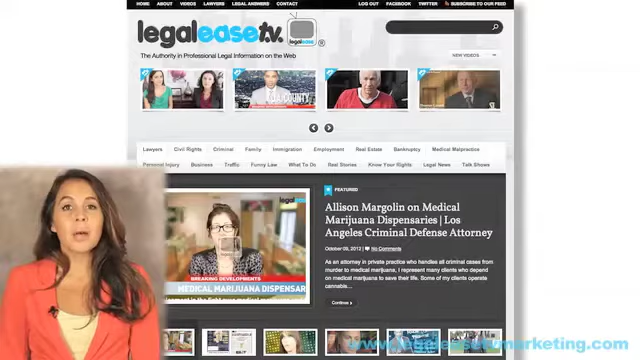 HOME ABOUT VIDEOS LAWYERS LEGAL ANSWERS CONTACT LOG OUT FACEBOOK TWITTER SUBSCRIBE TO OUR FEED
legaleasetv.
The Authority in Professional Legal Information on the Web
NEW VIDEOS
Lawyers Civil Rights Criminal Family Immigration Employment Real Estate Bankruptcy Medical Malpractice
Personal Injury Business Traffic Funny Law What To Do Real Stories Know Your Rights Legal News Talk Shows
FEATURED
Allison Margolin on Medical
Marijuana Dispensaries | Los
Angeles Criminal Defense Attorney
October 09, 2012 | No Comments
As an attorney in private practice who handles all criminal cases from
murder to medical marijuana, I represent many clients who depend
on medical marijuana to save their life. Some of my clients operate
cannabis...
Continue
BREAKING DEVELOPMENTS
MEDICAL MARIJUANA DISPENSAR
www.legaleasetvmarketing.com